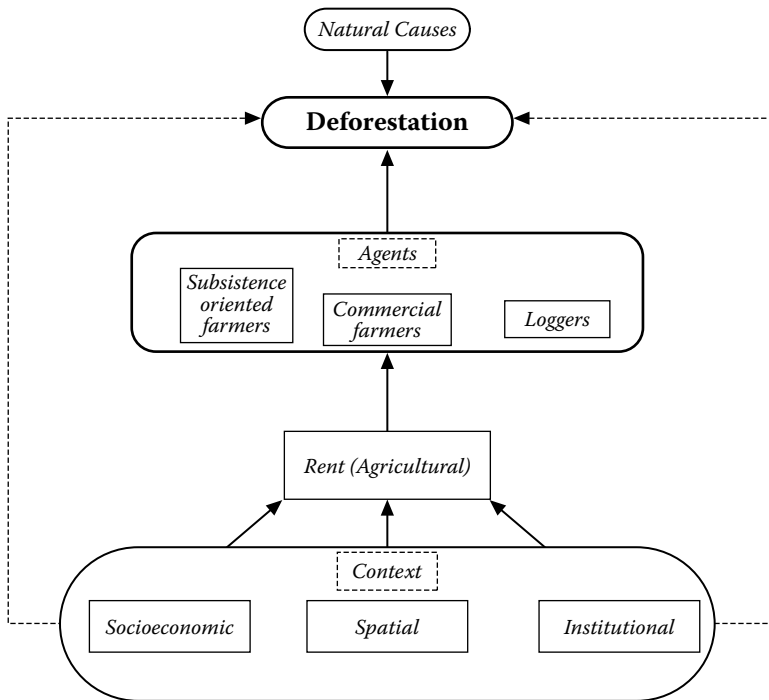 Natural Causes
Deforestation
Agents
Subsistence
oriented
farmers
Commercial
farmers
Loggers
Rent (Agricultural)
Context
Socioeconomic
Spatial
Institutional